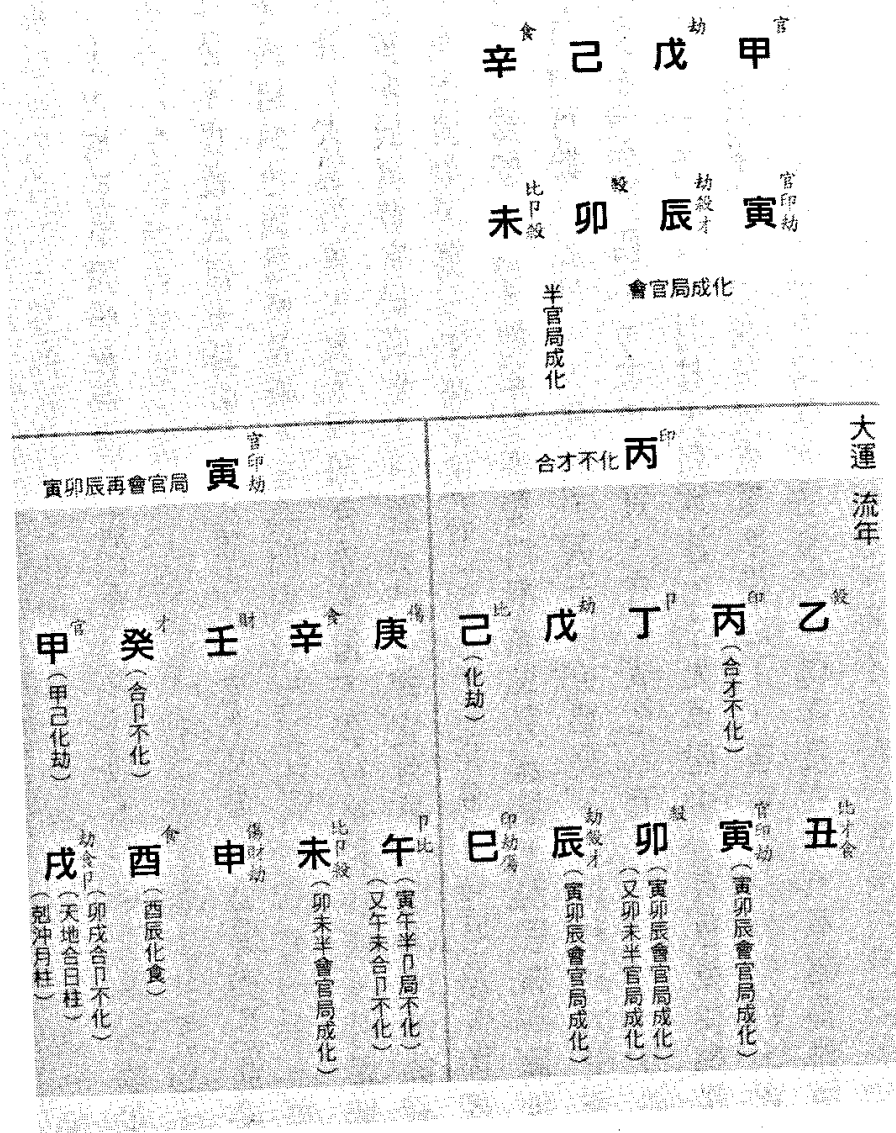 甲官 戊劫 己 辛食
寅官印劫 辰劫殺才 卯殺 未比卩殺
會官局成化
半官局成化
大運 流年
丙印 合才不化
寅官印劫 寅卯辰再會官局
乙殺
丙印(合才不化)
丁卩
戊劫
己比(化劫)
庚傷
辛食
壬財
癸才(合卩不化)
甲官(甲己化劫)
丑比才食
寅官印劫(寅卯辰會官局成化)
卯殺(寅卯辰會官局成化)
(又卯未半官局成化)
辰劫殺才(寅卯辰會官局成化)
巳印劫傷
午卩比(寅午半卩局不化)
(又午未合卩不化)
未比卩殺(卯未半會官局成化)
申傷財劫
酉食(酉辰化食)
戌劫食卩(卯戌合卩不化)
(天地合日柱)
(剋沖月柱)